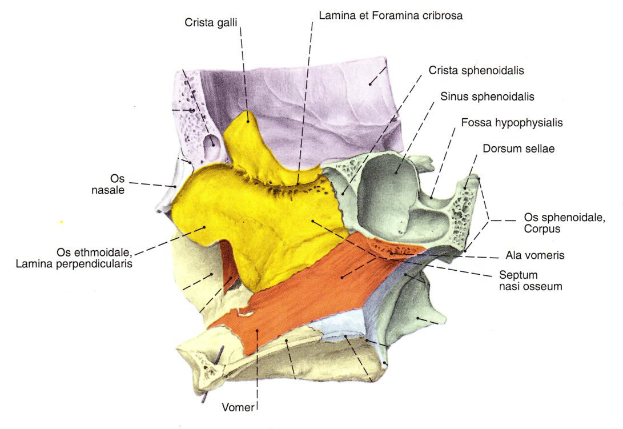 Crista galli
Lamina et Foramina cribrosa
Crista sphenoidalis
Sinus sphenoidalis
Fossa hypophysialis
Dorsum sellae
Os
nasale
Os sphenoidale,
Corpus
Os ethmoidale,
Lamina perpendicularis
Ala vomeris
Septum
nasi osseum
Vomer